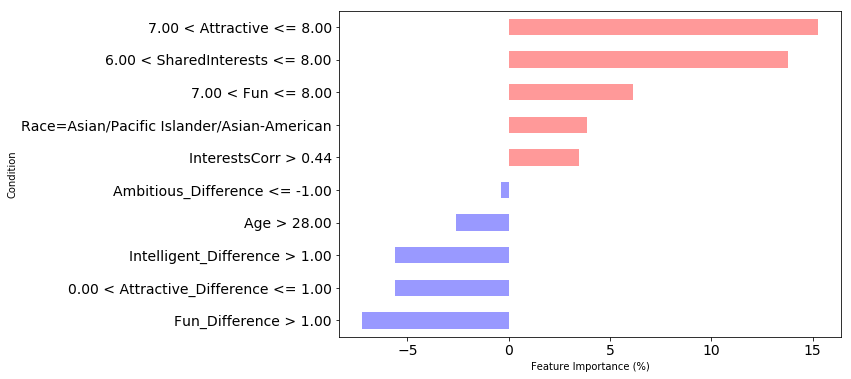 7.00 < Attractive <= 8.00
6.00 < SharedInterests <= 8.00
7.00 < Fun <= 8.00
Race=Asian/Pacific Islander/Asian-American
InterestsCorr > 0.44
Ambitious_Difference <= -1.00
Age > 28.00
Intelligent_Difference > 1.00
0.00 < Attractive_Difference <= 1.00
Fun_Difference > 1.00
Condition
−5 0 5 10 15
Feature Importance (%)